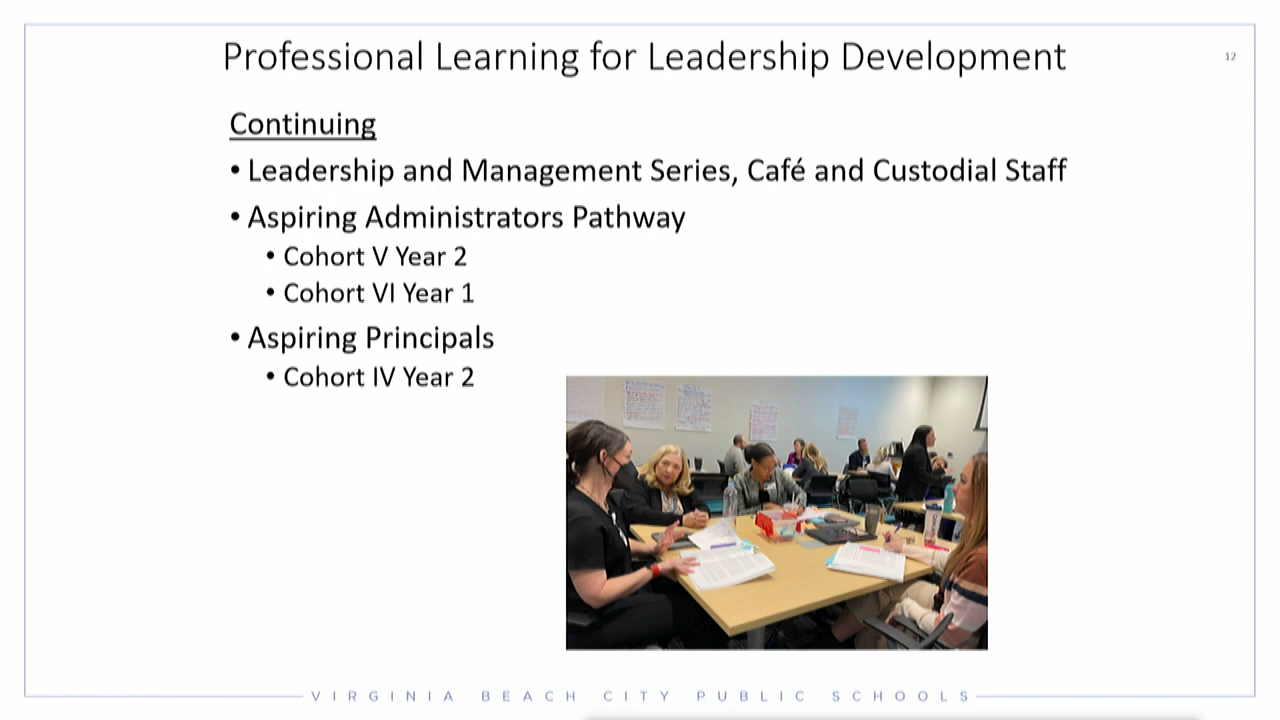 Professional Learning for Leadership Development
12
Continuing
• Leadership and Management Series, Café and Custodial Staff
• Aspiring Administrators Pathway
• Cohort V Year 2
• Cohort VI Year 1
• Aspiring Principals
• Cohort IV Year 2
VIRGINIA BEACH CITY PUBLIC SCHOOLS